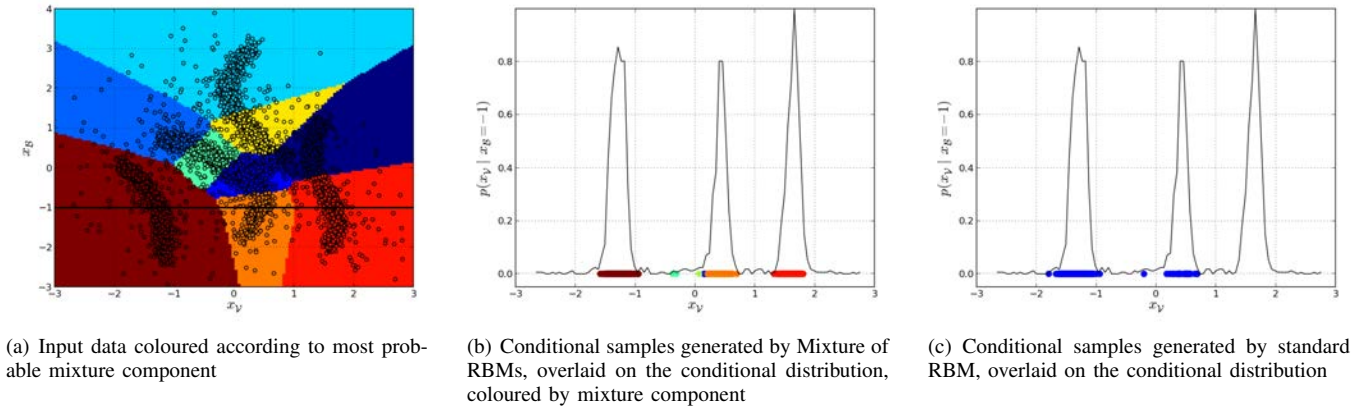 4
3
2
1
0
−1
−2
−3
−3 −2 −1 0 1 2 3
x_B
x_V
0.8
0.6
0.4
0.2
0.0
−3 −2 −1 0 1 2 3
p(x_V | x_B = −1)
x_V
0.8
0.6
0.4
0.2
0.0
−3 −2 −1 0 1 2 3
p(x_V | x_B = −1)
x_V
(a) Input data coloured according to most prob-
able mixture component
(b) Conditional samples generated by Mixture of
RBMs, overlaid on the conditional distribution,
coloured by mixture component
(c) Conditional samples generated by standard
RBM, overlaid on the conditional distribution